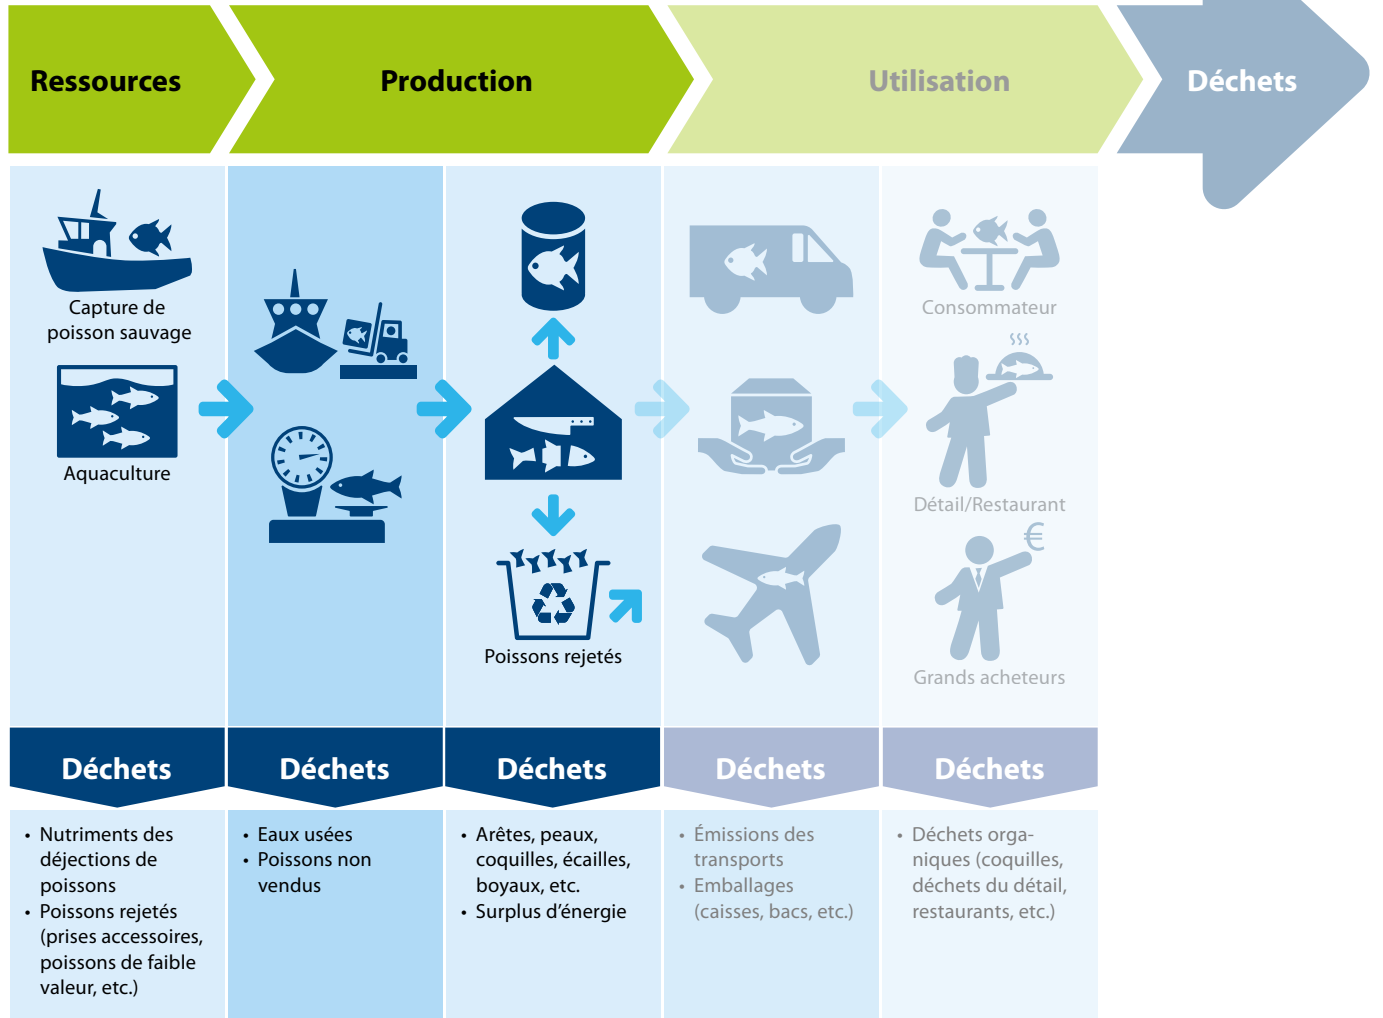 Ressources
Production
Utilisation
Déchets
Capture de
poisson sauvage
Aquaculture
Poissons rejetés
Consommateur
Détail/Restaurant
€
Grands acheteurs
Déchets
Déchets
Déchets
Déchets
Déchets
• Nutriments des
déjections de
poissons
• Poissons rejetés
(prises accessoires,
poissons de faible
valeur, etc.)
• Eaux usées
• Poissons non
vendus
• Arêtes, peaux,
coquilles, écailles,
boyaux, etc.
• Surplus d’énergie
• Émissions des
transports
• Emballages
(caisses, bacs, etc.)
• Déchets orga-
niques (coquilles,
déchets du détail,
restaurants, etc.)